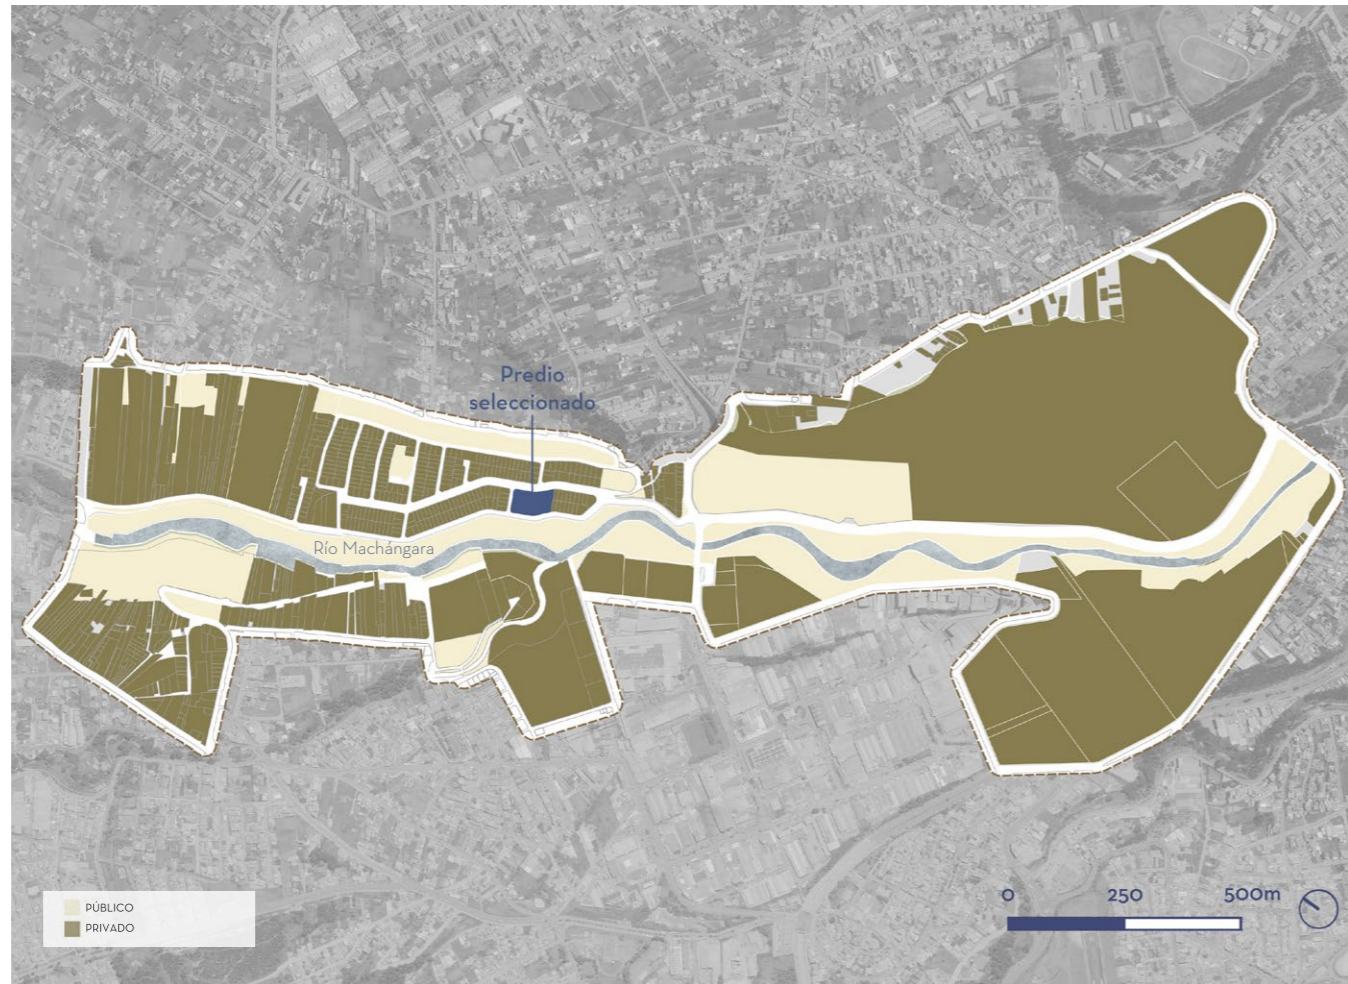 Predio
seleccionado
Río Machángara
PÚBLICO
PRIVADO
0 250 500m